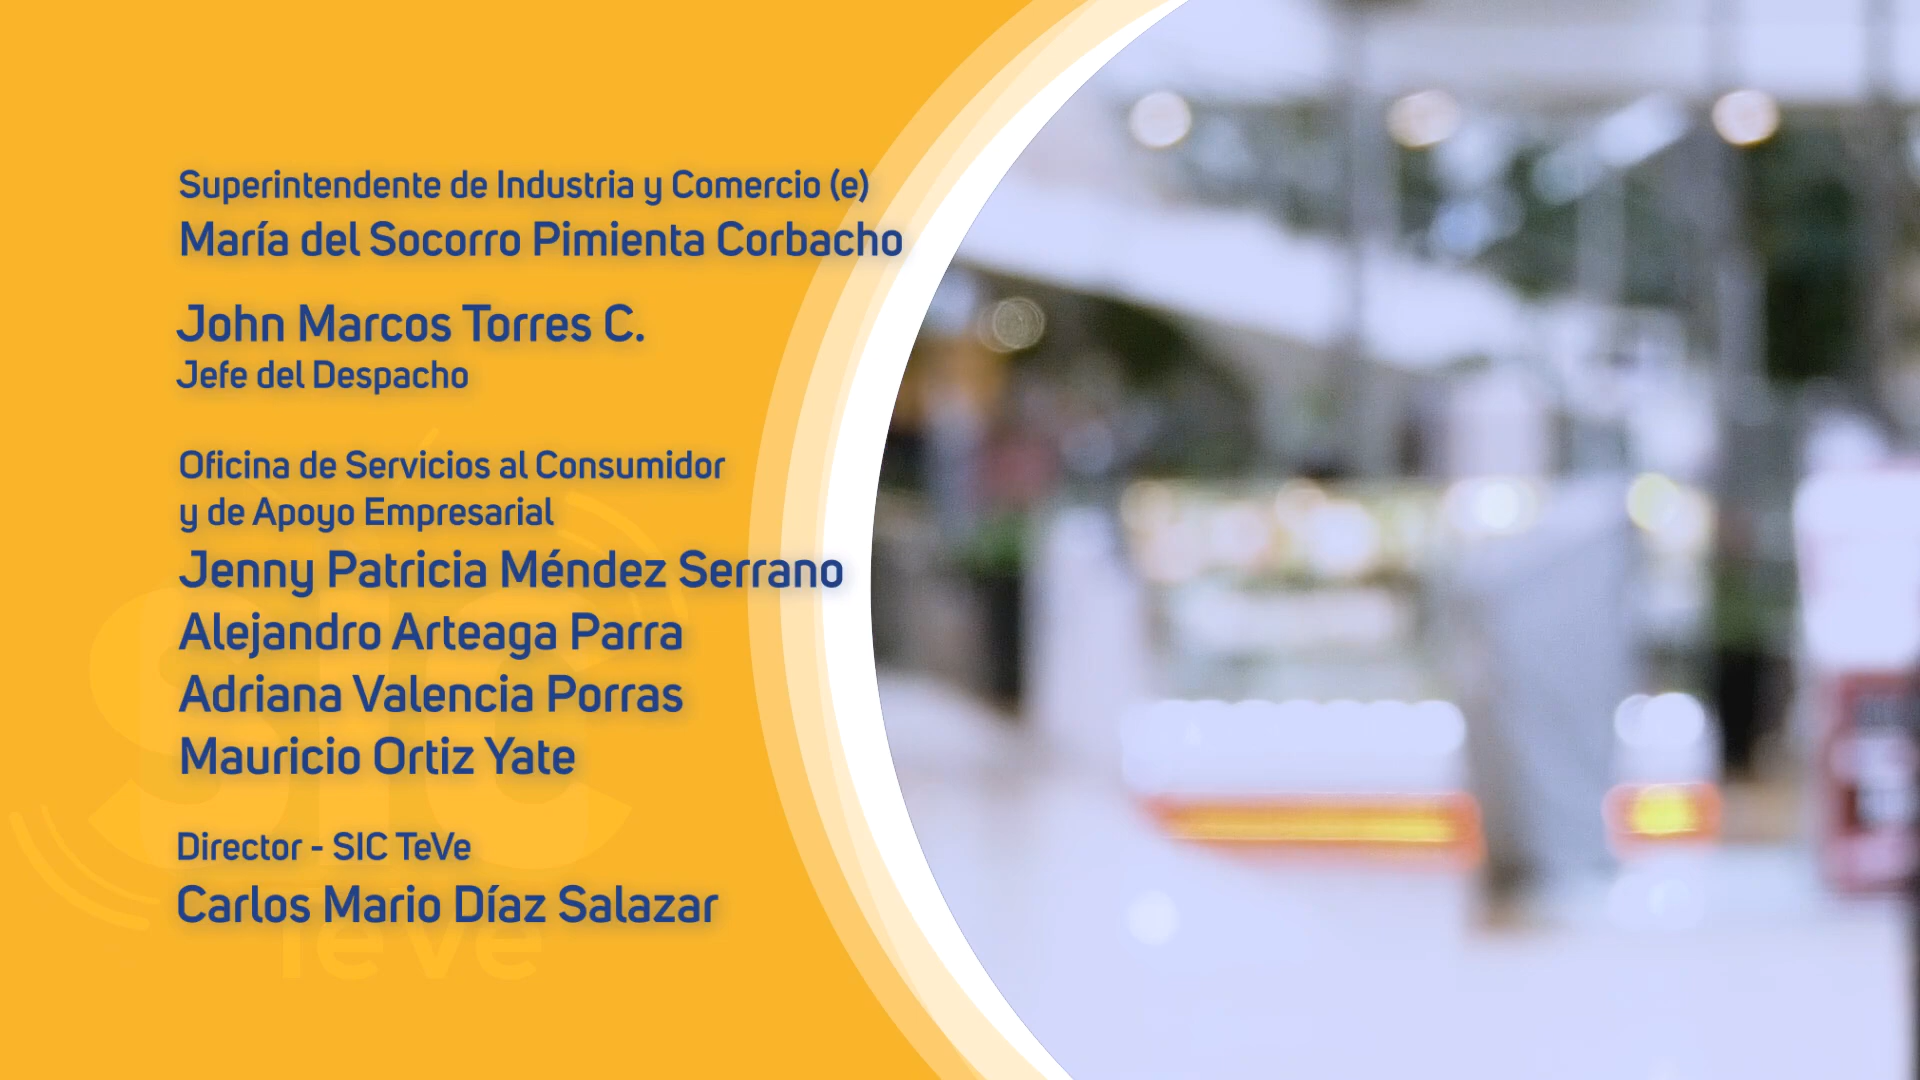 Superintendente de Industria y Comercio (e)
María del Socorro Pimienta Corbacho
John Marcos Torres C.
Jefe del Despacho
Oficina de Servicios al Consumidor
y de Apoyo Empresarial
Jenny Patricia Méndez Serrano
Alejandro Arteaga Parra
Adriana Valencia Porras
Mauricio Ortiz Yate
Director - SIC TeVe
Carlos Mario Díaz Salazar
sic
TeVe